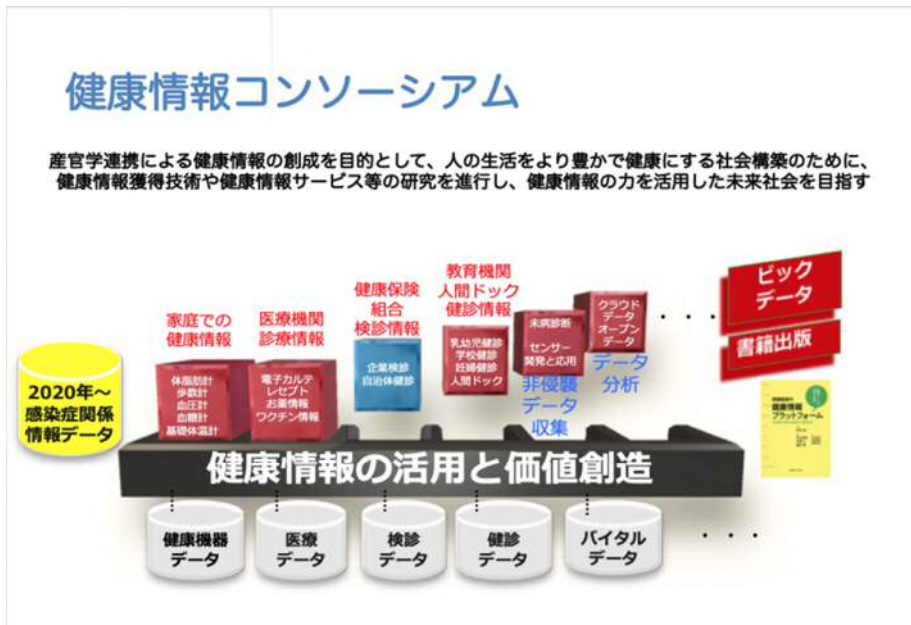 健康情報コンソーシアム
産官学連携による健康情報の創成を目的として、人の生活をより豊かで健康にする社会構築のために、
健康情報獲得技術や健康情報サービス等の研究を進行し、健康情報の力を活用した未来社会を目指す
2020年～
感染症関係
情報データ
家庭での
健康情報
体脂肪計
歩数計
血圧計
血糖計
基礎体温計
医療機関
診療情報
電子カルテ
レセプト
お薬情報
ワクチン情報
健康保険
組合
検診情報
企業検診
自治体健診
教育機関
人間ドック
健診情報
乳幼児健診
学校健診
妊婦健診
人間ドック
未病診断
センサー
開発と応用
非侵襲
データ
収集
クラウド
データ
オープン
データ
データ
分析
・・・
ビック
データ
書籍出版
健康情報
プラットフォーム
健康情報の活用と価値創造
健康機器
データ
医療
データ
検診
データ
健診
データ
バイタル
データ
・・・